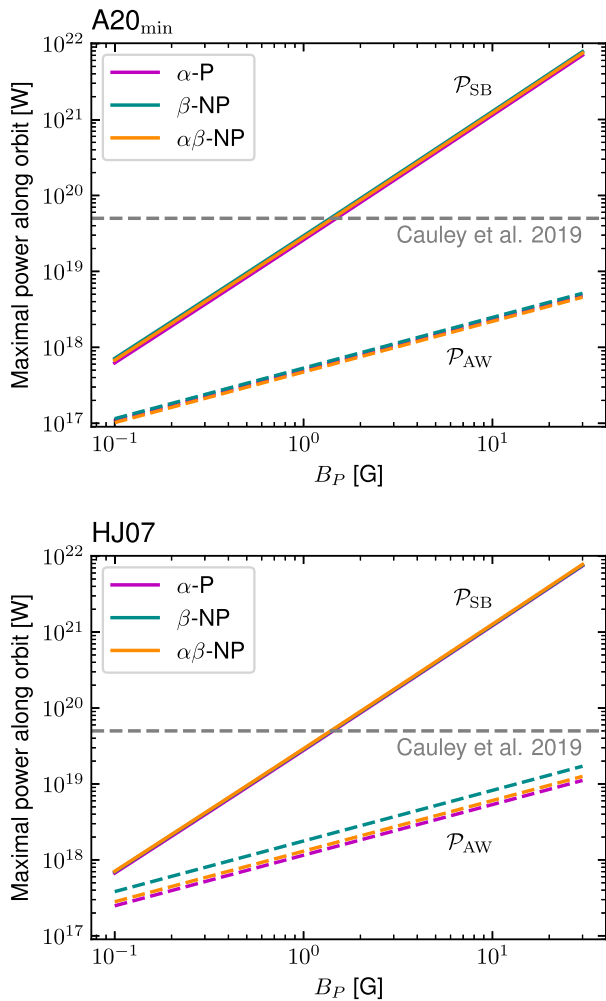 A20min
Maximal power along orbit [W]
10²²
10²¹
10²⁰
10¹⁹
10¹⁸
10¹⁷
α-P
β-NP
αβ-NP
𝒫SB
Cauley et al. 2019
𝒫AW
10⁻¹
10⁰
10¹
B_P [G]
HJ07
Maximal power along orbit [W]
10²²
10²¹
10²⁰
10¹⁹
10¹⁸
10¹⁷
α-P
β-NP
αβ-NP
𝒫SB
Cauley et al. 2019
𝒫AW
10⁻¹
10⁰
10¹
B_P [G]